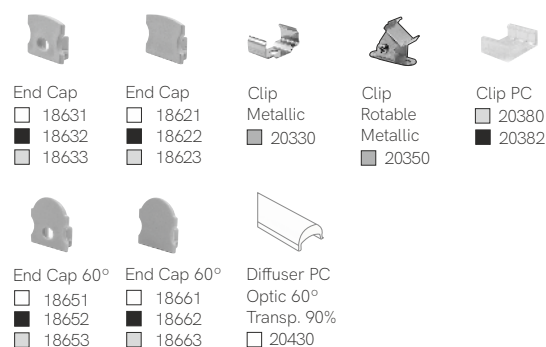 End Cap
18631
18632
18633
End Cap
18621
18622
18623
Clip
Metallic
20330
Clip
Rotable
Metallic
20350
Clip PC
20380
20382
End Cap 60°
18651
18652
18653
End Cap 60°
18661
18662
18663
Diffuser PC
Optic 60°
Transp. 90%
20430